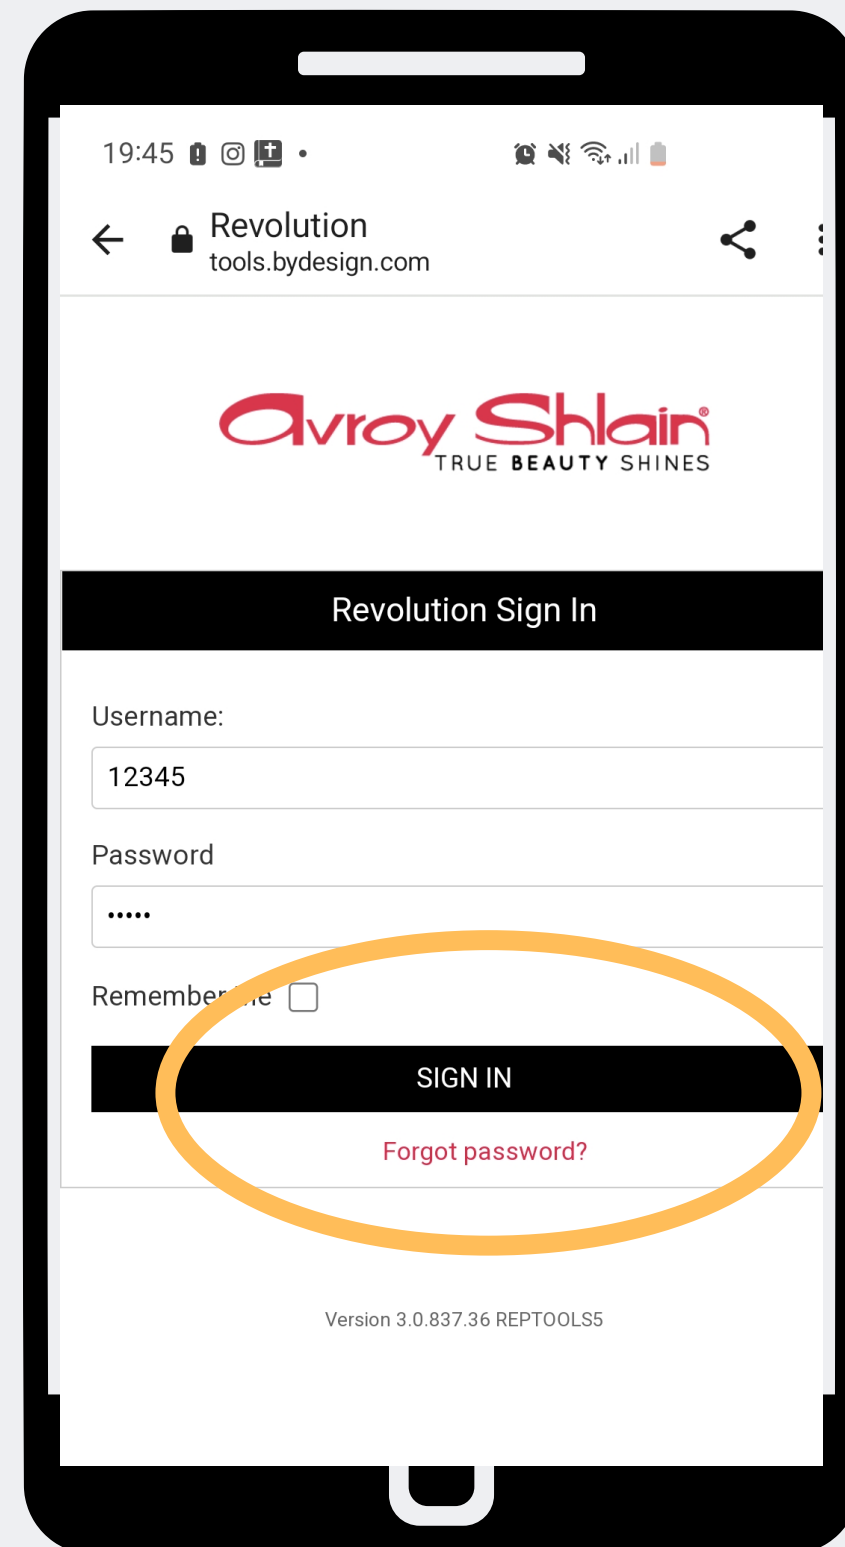 19:45
Revolution
tools.bydesign.com
avroy Shlain®
TRUE BEAUTY SHINES
Revolution Sign In
Username:
12345
Password
•••••
Remember me
SIGN IN
Forgot password?
Version 3.0.837.36 REPTOOLS5